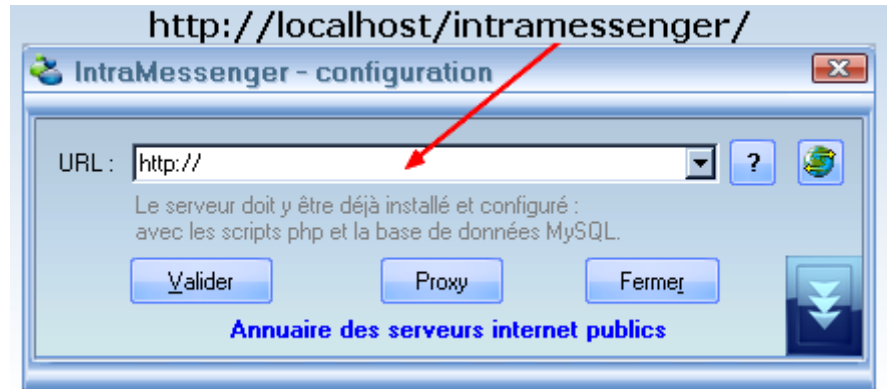 http://localhost/intramessenger/
IntraMessenger - configuration
URL : http:// ?
Le serveur doit y être déjà installé et configuré :
avec les scripts php et la base de données MySQL.
Valider Proxy Fermer
Annuaire des serveurs internet publics